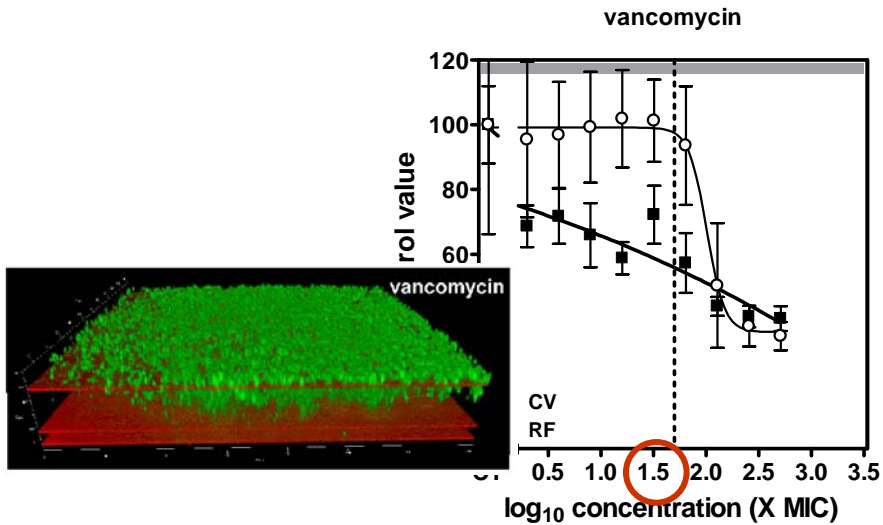 vancomycin
120
100
80
60
rol value
vancomycin
CV
RF
0.5 1.0 1.5 2.0 2.5 3.0 3.5
log₁₀ concentration (X MIC)